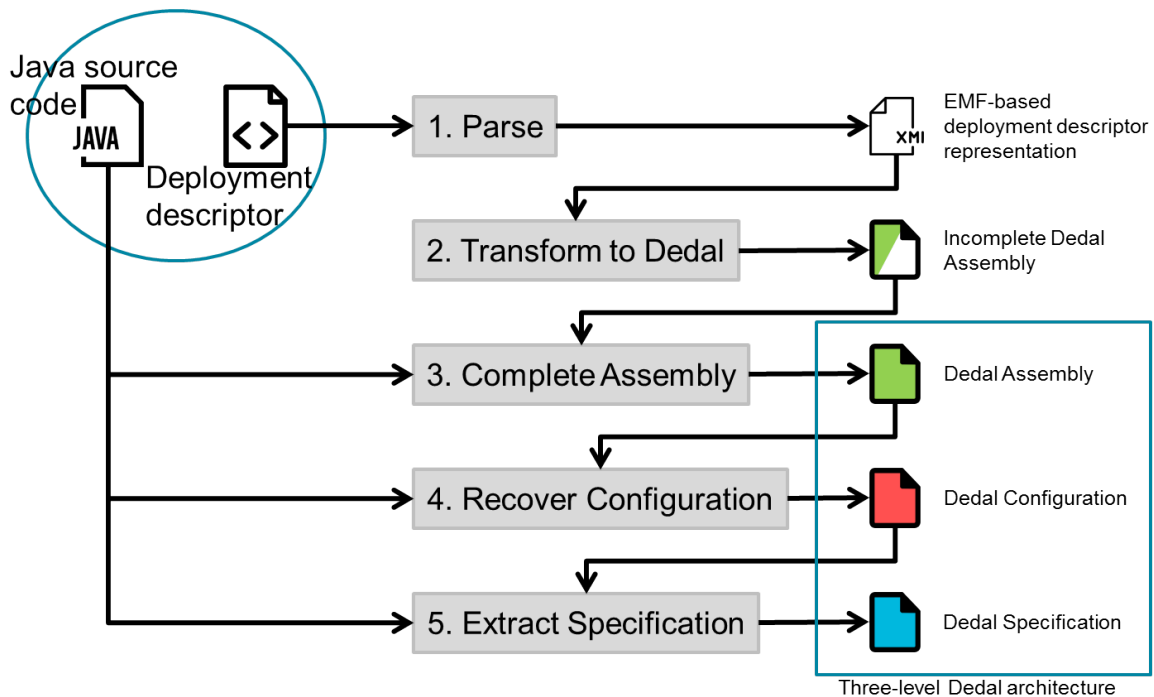 Java source
code
JAVA
< >
Deployment
descriptor
1. Parse
XMI
EMF-based
deployment descriptor
representation
2. Transform to Dedal
Incomplete Dedal
Assembly
3. Complete Assembly
Dedal Assembly
4. Recover Configuration
Dedal Configuration
5. Extract Specification
Dedal Specification
Three-level Dedal architecture